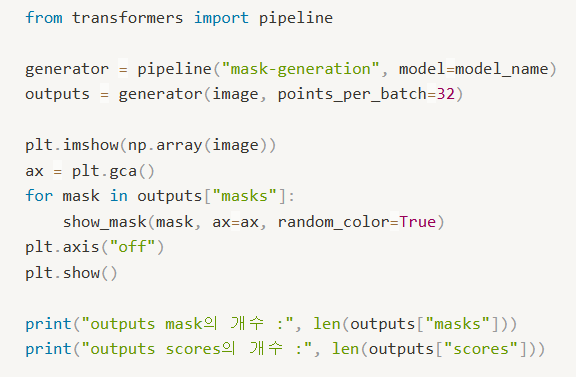 from transformers import pipeline
generator = pipeline("mask-generation", model=model_name)
outputs = generator(image, points_per_batch=32)
plt.imshow(np.array(image))
ax = plt.gca()
for mask in outputs["masks"]:
    show_mask(mask, ax=ax, random_color=True)
plt.axis("off")
plt.show()
print("outputs mask의 개수 :", len(outputs["masks"]))
print("outputs scores의 개수 :", len(outputs["scores"]))